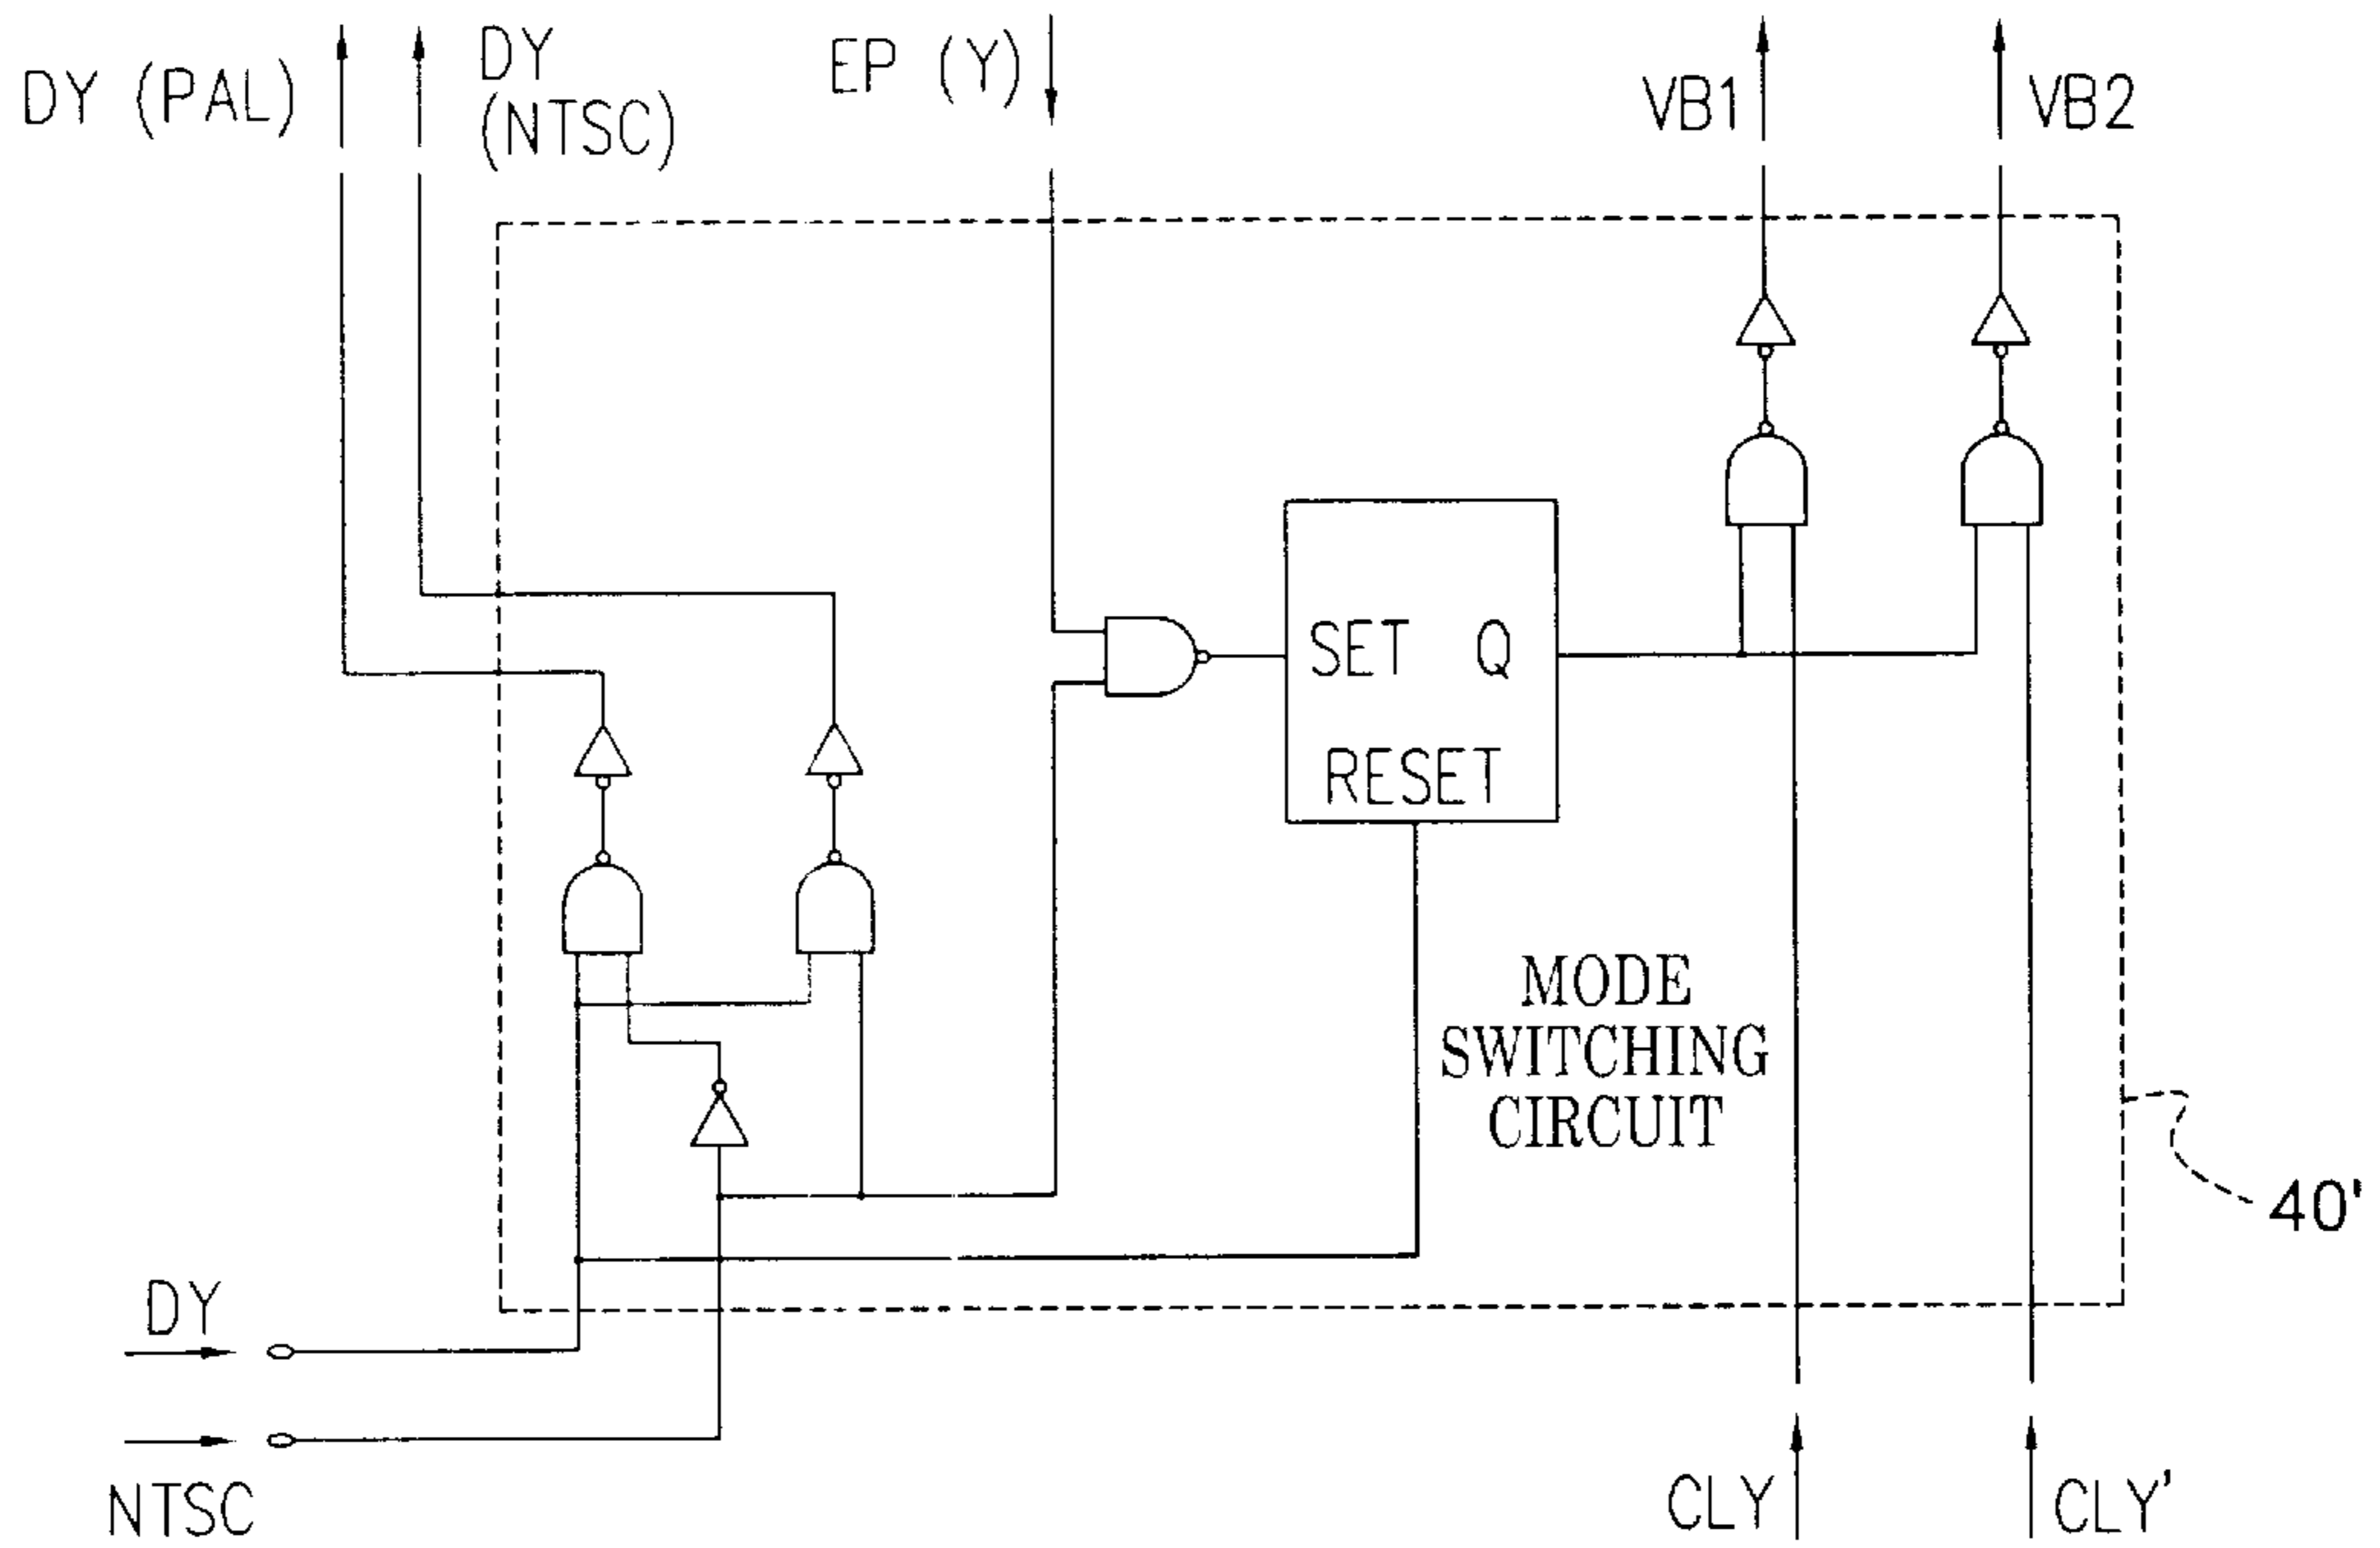 DY (PAL)
DY
(NTSC)
EP (Y)
VB1
VB2
SET Q
RESET
MODE
SWITCHING
CIRCUIT
40'
DY
NTSC
CLY
CLY'